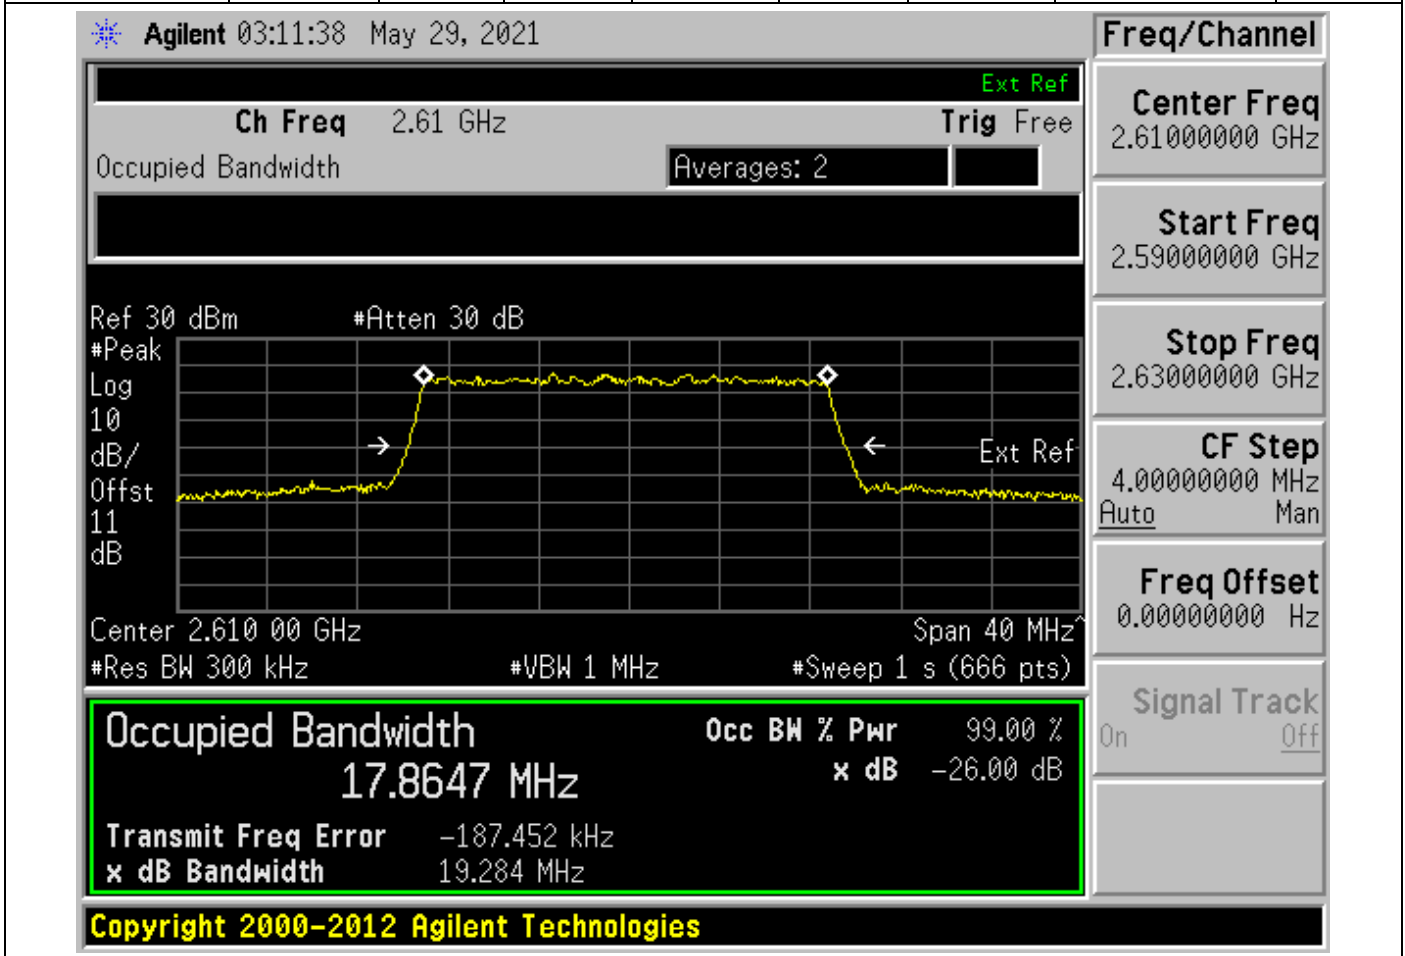 Agilent 03:11:38 May 29, 2021
Freq/Channel
Ext Ref
Ch Freq 2.61 GHz Trig Free
Occupied Bandwidth Averages: 2
Center Freq
2.61000000 GHz
Start Freq
2.59000000 GHz
Stop Freq
2.63000000 GHz
CF Step
4.00000000 MHz
Auto Man
Freq Offset
0.00000000 Hz
Signal Track
On Off
Ref 30 dBm #Atten 30 dB
#Peak
Log
10
dB/
Offst
11
dB
Ext Ref
Center 2.610 00 GHz Span 40 MHz^
#Res BW 300 kHz #VBW 1 MHz #Sweep 1 s (666 pts)
Occupied Bandwidth Occ BW % Pwr 99.00 %
17.8647 MHz x dB -26.00 dB
Transmit Freq Error -187.452 kHz
x dB Bandwidth 19.284 MHz
Copyright 2000-2012 Agilent Technologies